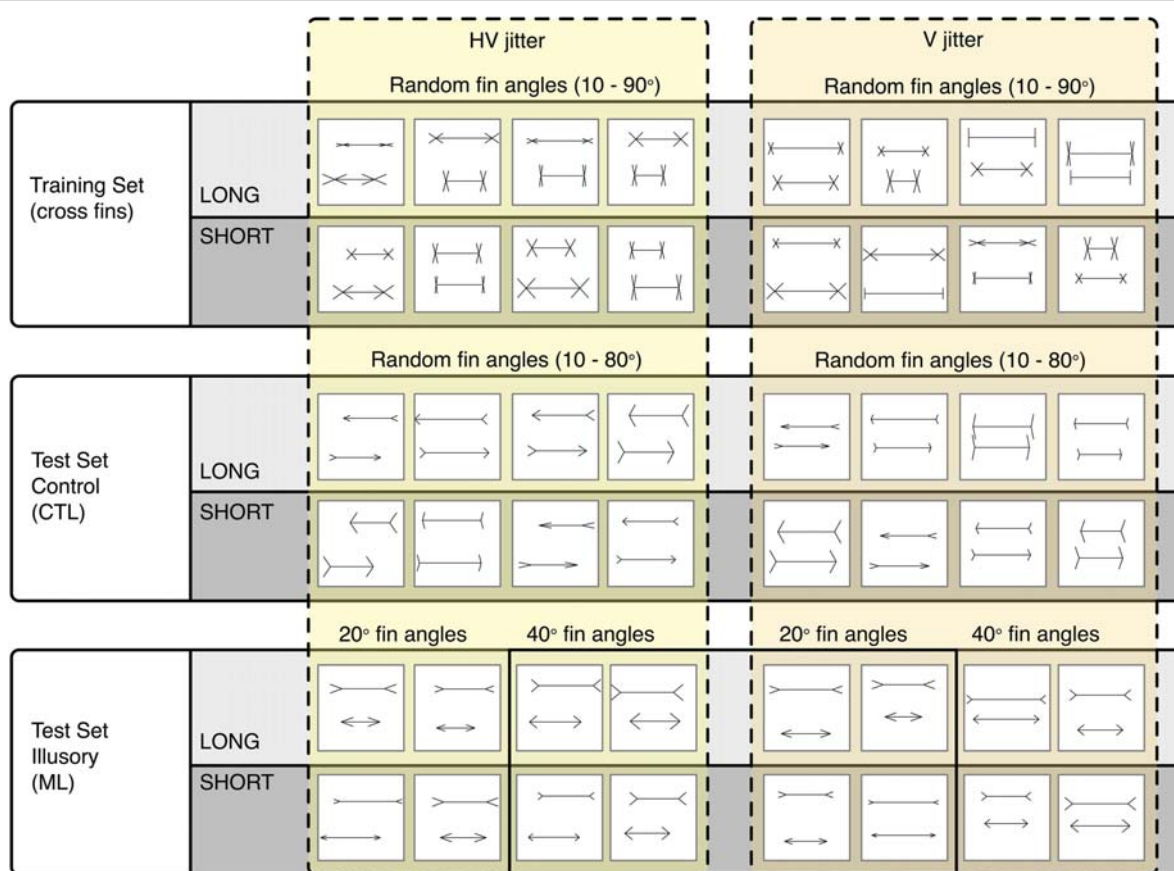 HV jitter
V jitter
Random fin angles (10 - 90°)
Random fin angles (10 - 90°)
Training Set
(cross fins)
LONG
SHORT
Random fin angles (10 - 80°)
Random fin angles (10 - 80°)
Test Set
Control
(CTL)
LONG
SHORT
20° fin angles
40° fin angles
20° fin angles
40° fin angles
Test Set
Illusory
(ML)
LONG
SHORT